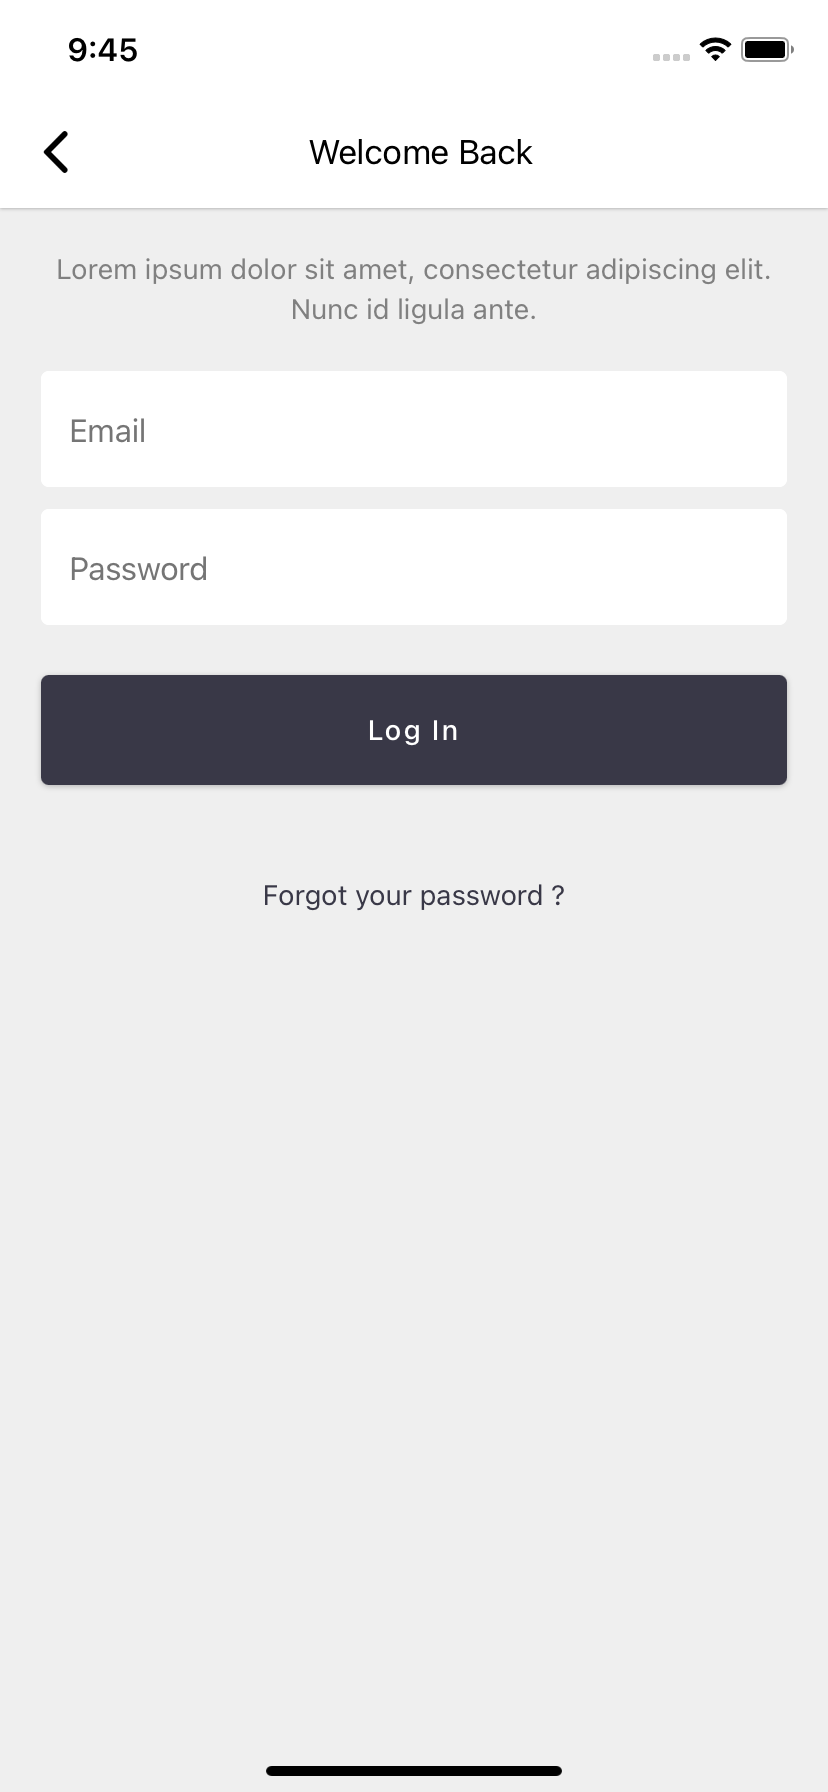 9:45
Welcome Back
Lorem ipsum dolor sit amet, consectetur adipiscing elit.
Nunc id ligula ante.
Email
Password
Log In
Forgot your password ?